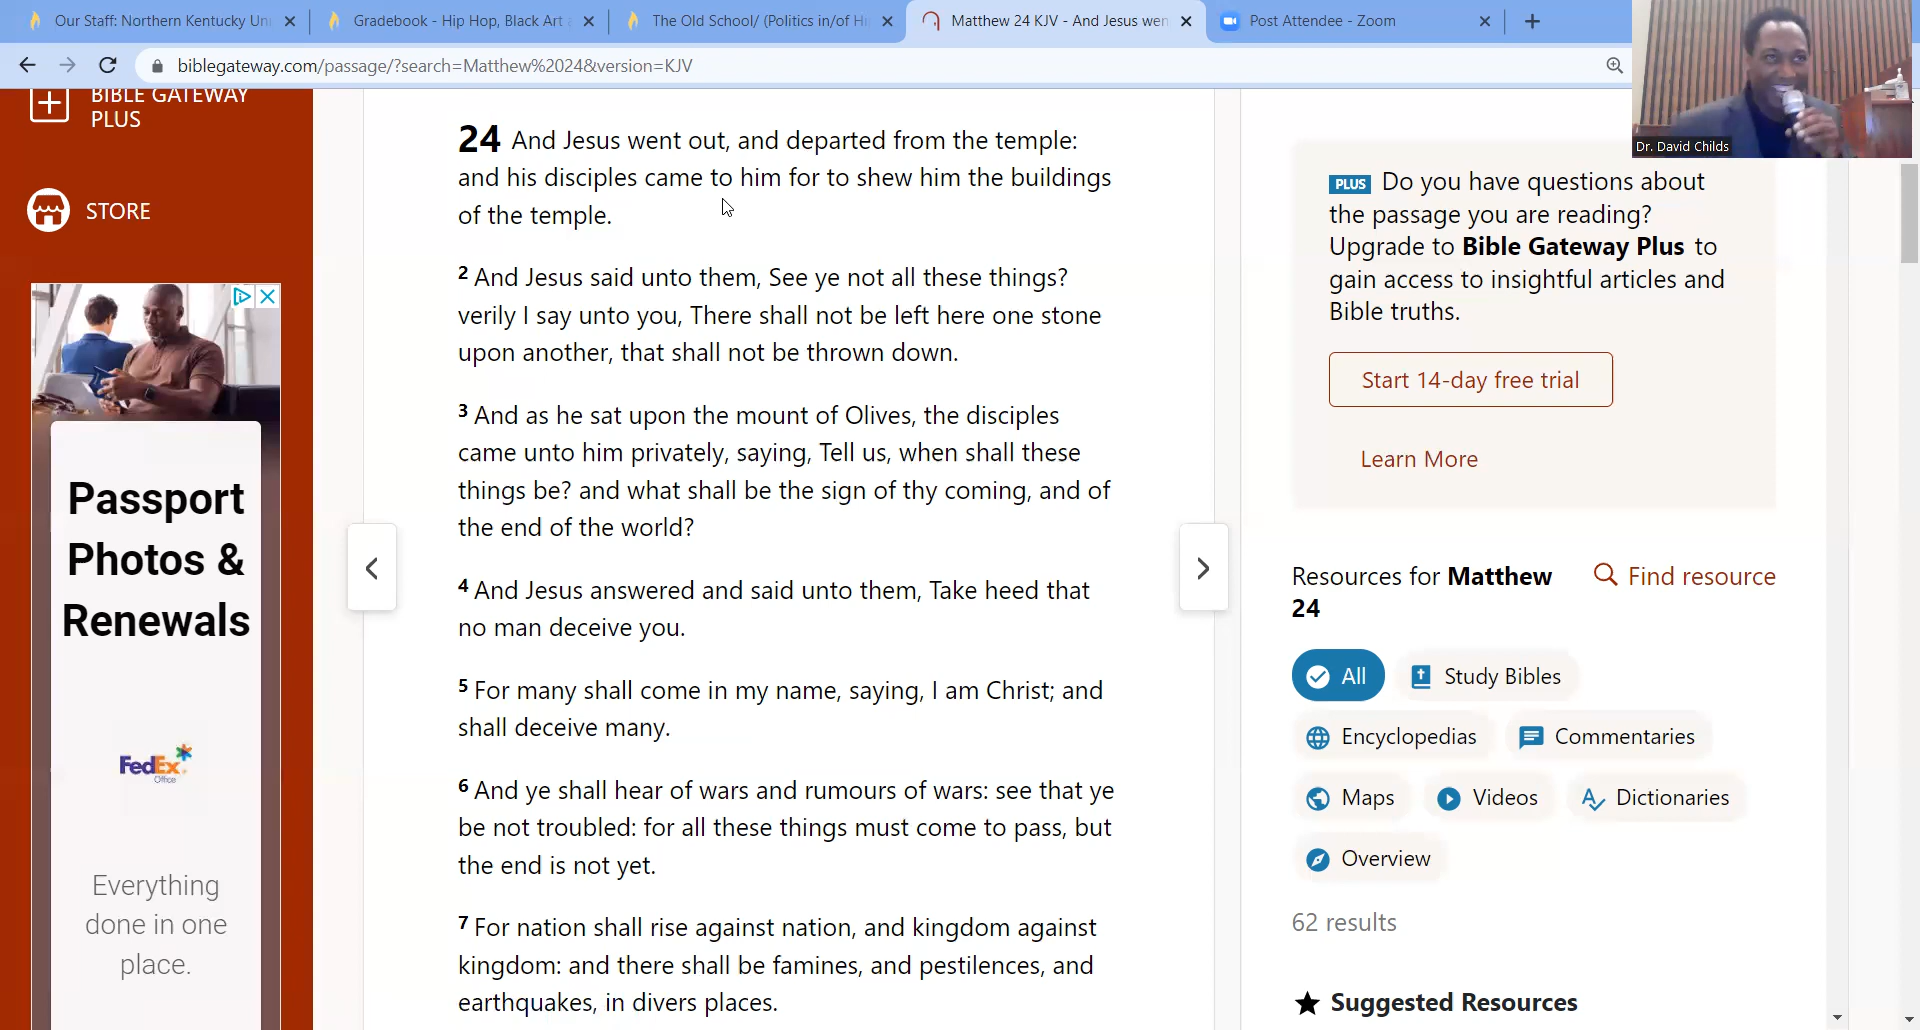 Our Staff: Northern Kentucky Un
Gradebook - Hip Hop, Black Art a
The Old School/ (Politics in/of Hi
Matthew 24 KJV - And Jesus wen
Post Attendee - Zoom
biblegateway.com/passage/?search=Matthew%2024&version=KJV
Dr. David Childs
BIBLE GATEWAY
PLUS
STORE
Passport
Photos &
Renewals
FedEx
Office
Everything
done in one
place.
24 And Jesus went out, and departed from the temple:
and his disciples came to him for to shew him the buildings
of the temple.
2 And Jesus said unto them, See ye not all these things?
verily I say unto you, There shall not be left here one stone
upon another, that shall not be thrown down.
3 And as he sat upon the mount of Olives, the disciples
came unto him privately, saying, Tell us, when shall these
things be? and what shall be the sign of thy coming, and of
the end of the world?
4 And Jesus answered and said unto them, Take heed that
no man deceive you.
5 For many shall come in my name, saying, I am Christ; and
shall deceive many.
6 And ye shall hear of wars and rumours of wars: see that ye
be not troubled: for all these things must come to pass, but
the end is not yet.
7 For nation shall rise against nation, and kingdom against
kingdom: and there shall be famines, and pestilences, and
earthquakes, in divers places.
PLUS Do you have questions about
the passage you are reading?
Upgrade to Bible Gateway Plus to
gain access to insightful articles and
Bible truths.
Start 14-day free trial
Learn More
Resources for Matthew
24
Find resource
All
Study Bibles
Encyclopedias
Commentaries
Maps
Videos
Dictionaries
Overview
62 results
Suggested Resources